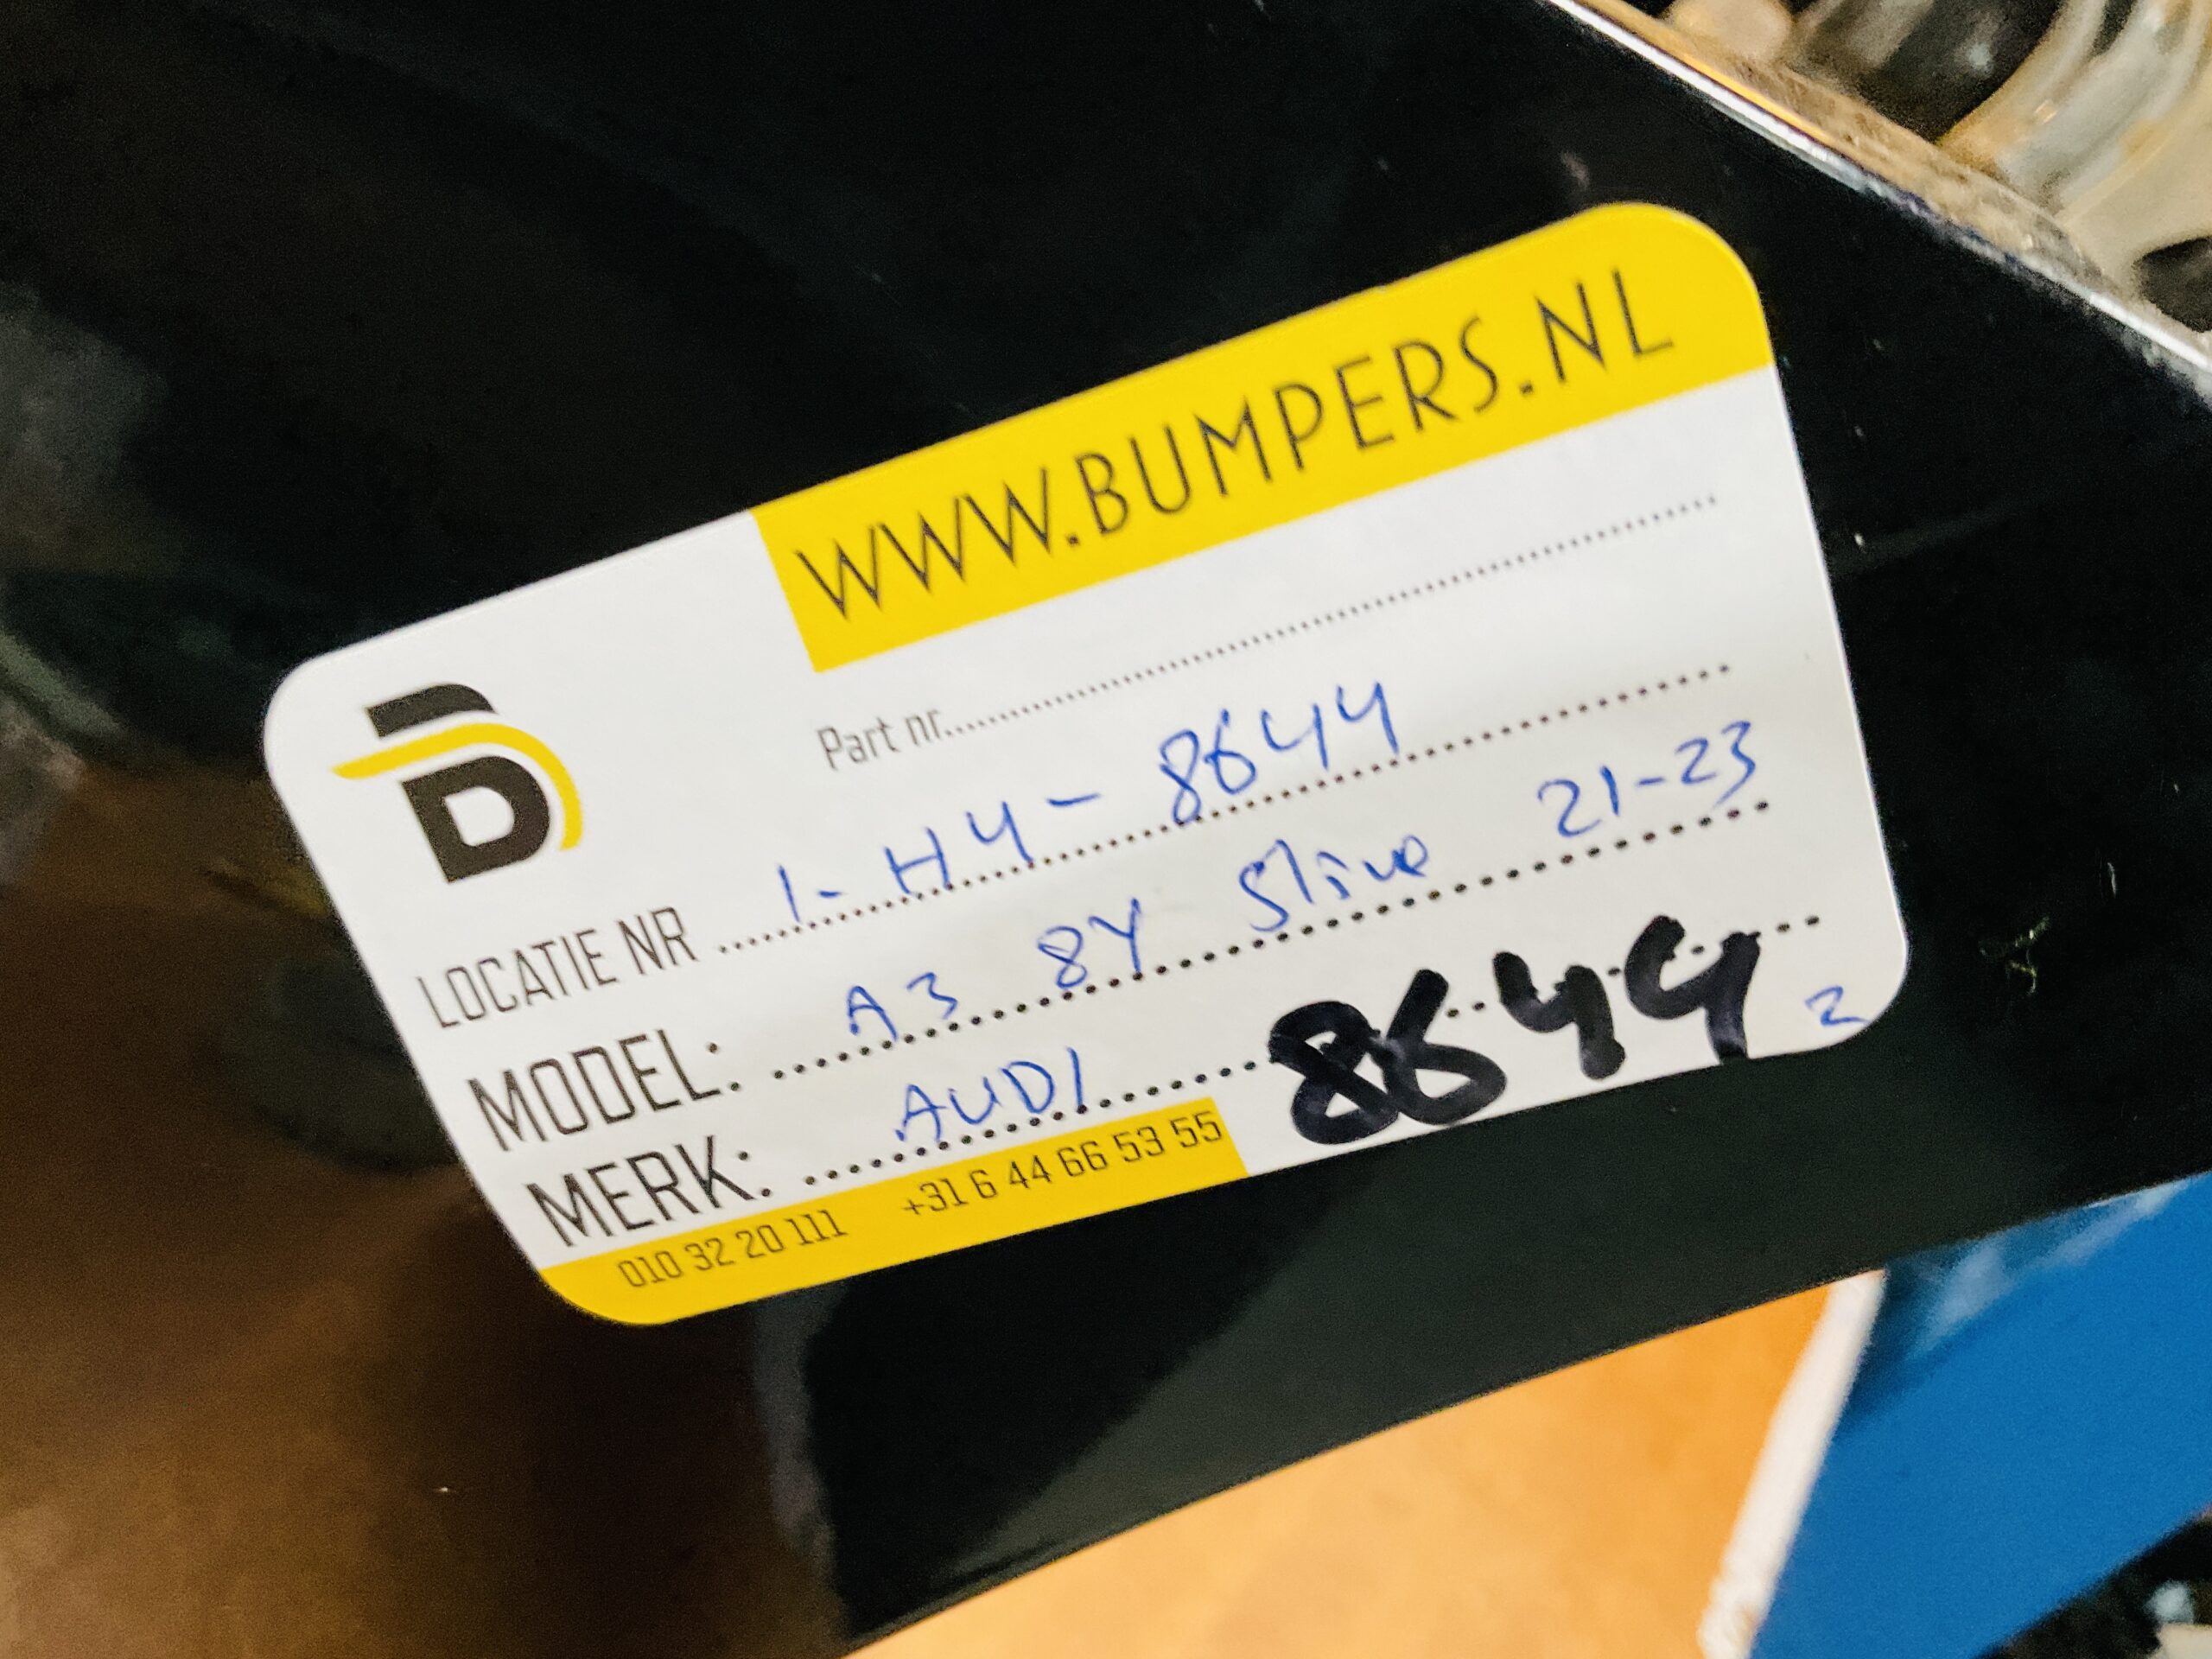 WWW.BUMPERS.NL
Part nr.
LOCATIE NR 1-H4-8644
MODEL: A3 8Y Sline 21-23
MERK: AUDI 8644 2
010 32 20 111 +31 6 44 66 53 55